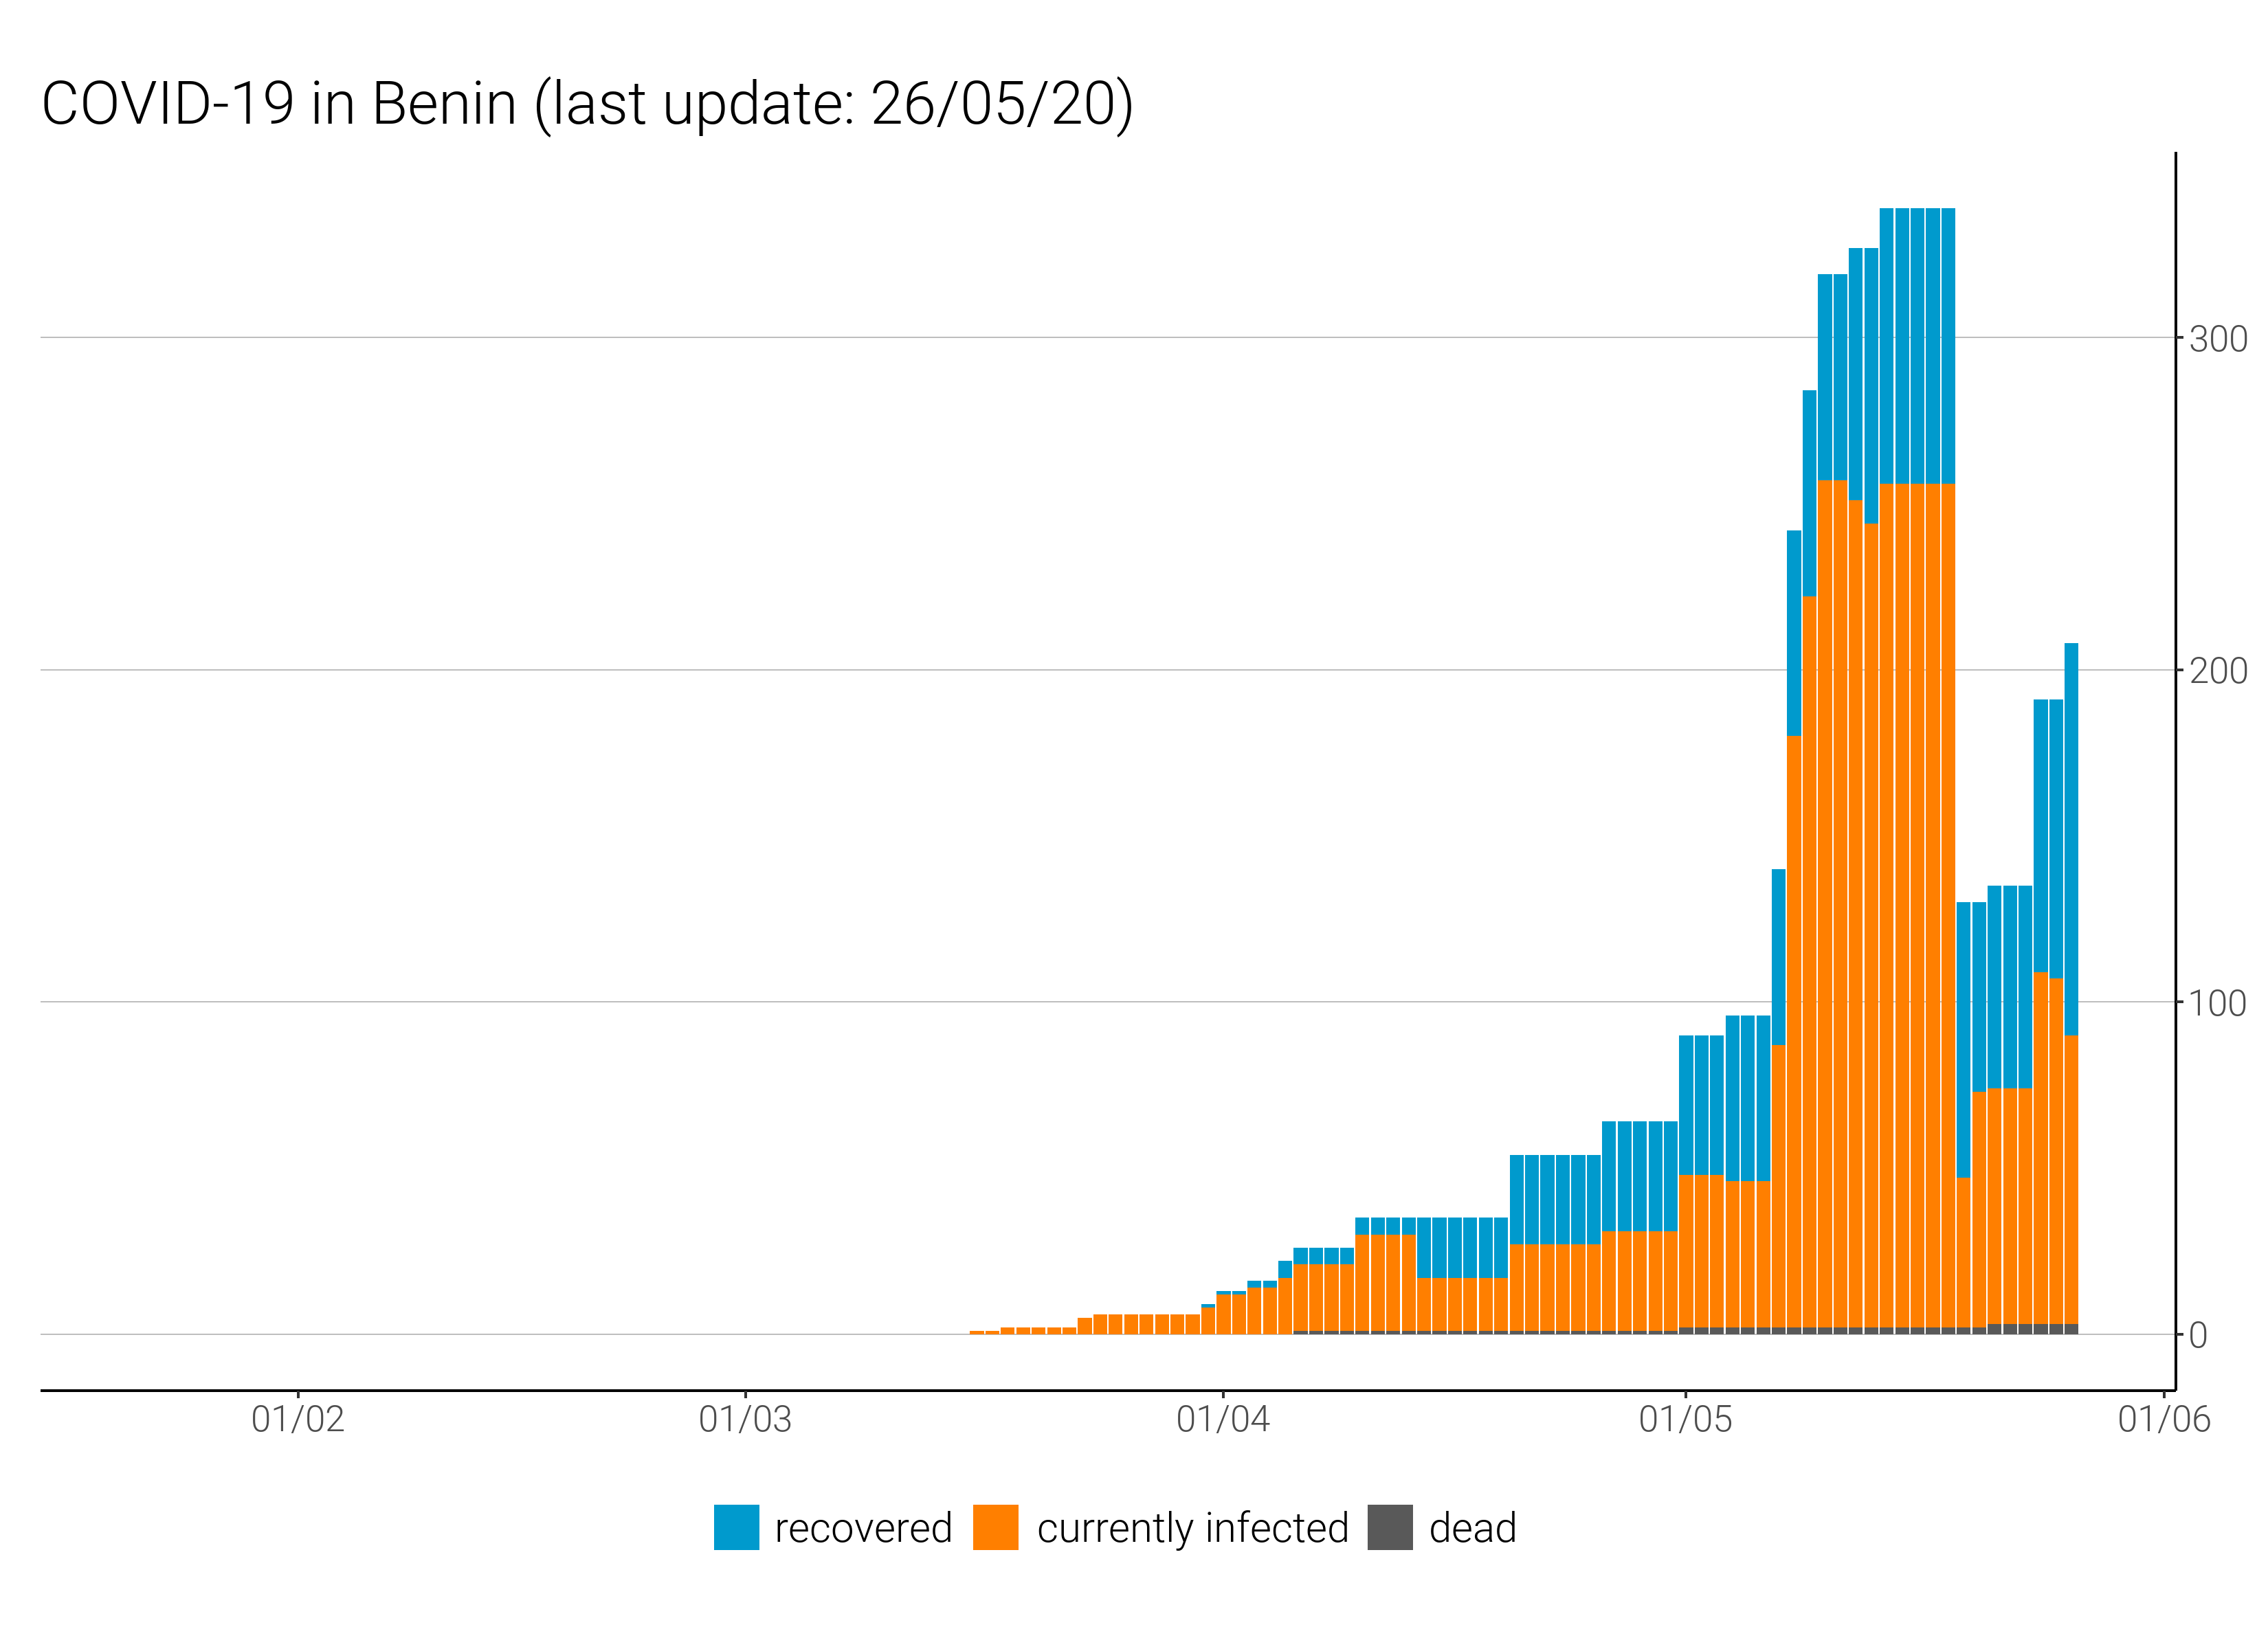 COVID-19 in Benin (last update: 26/05/20)
300
200
100
0
01/02 01/03 01/04 01/05 01/06
recovered currently infected dead